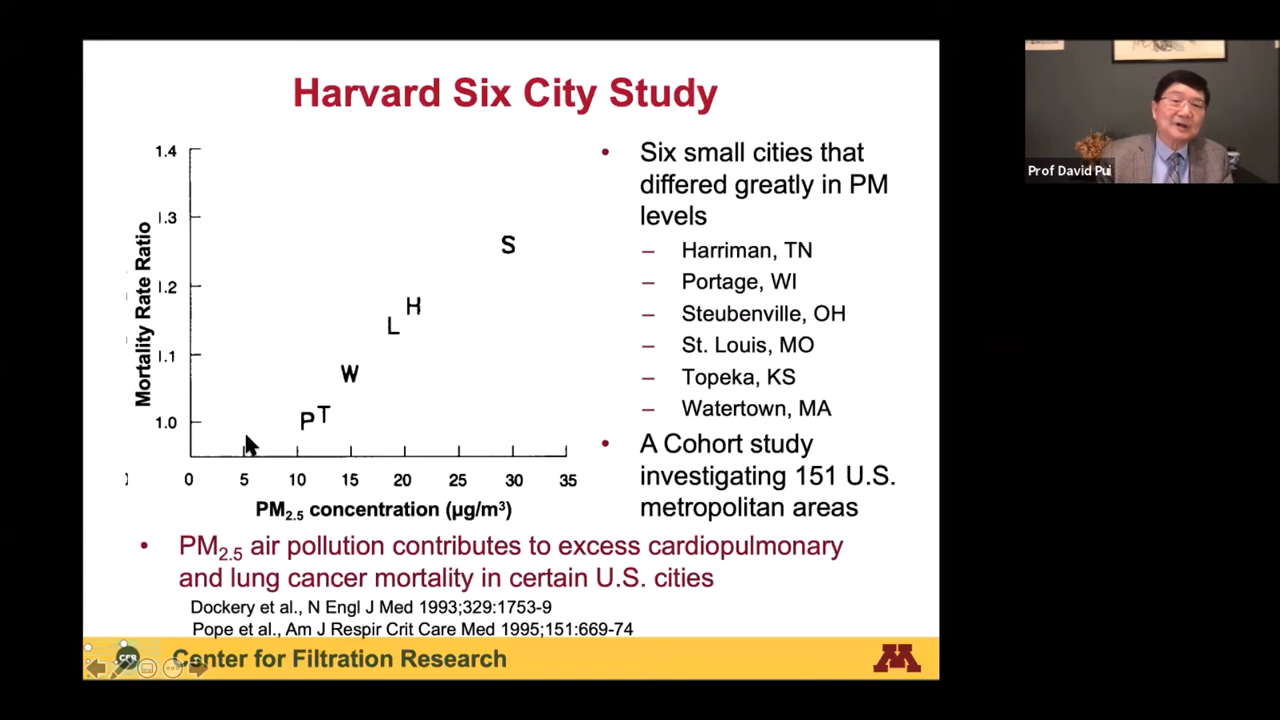 Harvard Six City Study
1.4
1.3
1.2
1.1
1.0
Mortality Rate Ratio
S
H
L
W
P T
0 5 10 15 20 25 30 35
PM2.5 concentration (µg/m³)
• Six small cities that
differed greatly in PM
levels
– Harriman, TN
– Portage, WI
– Steubenville, OH
– St. Louis, MO
– Topeka, KS
– Watertown, MA
• A Cohort study
investigating 151 U.S.
metropolitan areas
• PM2.5 air pollution contributes to excess cardiopulmonary
and lung cancer mortality in certain U.S. cities
Dockery et al., N Engl J Med 1993;329:1753-9
Pope et al., Am J Respir Crit Care Med 1995;151:669-74
CFR
Center for Filtration Research
M
Prof David Pui